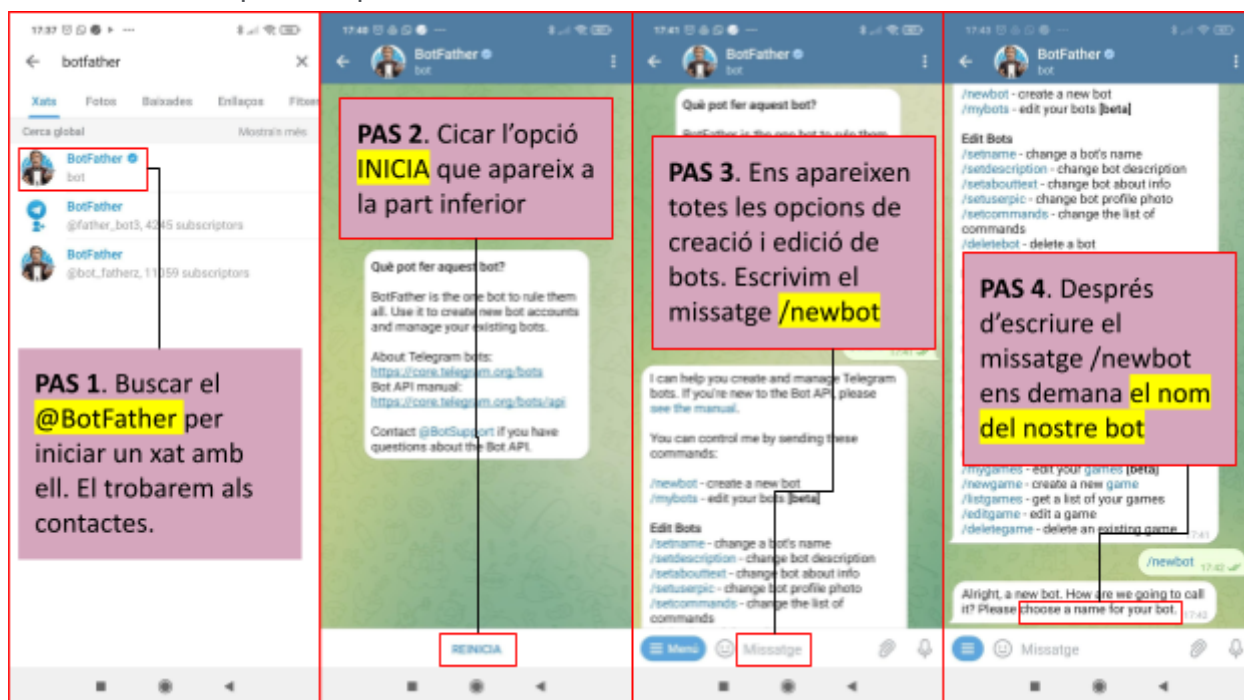 17:37
botfather
Xats Fotos Baixades Enllaços Fitxer
Cerca global Mostra'n més
BotFather
bot
BotFather
@father_bot3, 4245 subscriptors
BotFather
@bot_fatherz, 11059 subscriptors
PAS 1. Buscar el
@BotFather per
iniciar un xat amb
ell. El trobarem als
contactes.
17:40
BotFather
bot
PAS 2. Cicar l'opció
INICIA que apareix a
la part inferior
Què pot fer aquest bot?
BotFather is the one bot to rule them
all. Use it to create new bot accounts
and manage your existing bots.
About Telegram bots:
https://core.telegram.org/bots
Bot API manual:
https://core.telegram.org/bots/api
Contact @BotSupport if you have
questions about the Bot API.
REINICIA
17:41
BotFather
bot
Què pot fer aquest bot?
BotFather is the one bot to rule them
PAS 3. Ens apareixen
totes les opcions de
creació i edició de
bots. Escrivim el
missatge /newbot
17:41
I can help you create and manage Telegram
bots. If you're new to the Bot API, please
see the manual.
You can control me by sending these
commands:
/newbot - create a new bot
/mybots - edit your bots [beta]
Edit Bots
/setname - change a bot's name
/setdescription - change bot description
/setabouttext - change bot about info
/setuserpic - change bot profile photo
/setcommands - change the list of
commands
Menú Missatge
17:43
BotFather
bot
/newbot - create a new bot
/mybots - edit your bots [beta]
Edit Bots
/setname - change a bot's name
/setdescription - change bot description
/setabouttext - change bot about info
/setuserpic - change bot profile photo
/setcommands - change the list of
commands
/deletebot - delete a bot
PAS 4. Després
d'escriure el
missatge /newbot
ens demana el nom
del nostre bot
/mygames - edit your games [beta]
/newgame - create a new game
/listgames - get a list of your games
/editgame - edit a game
/deletegame - delete an existing game
17:41
/newbot 17:42
Alright, a new bot. How are we going to call
it? Please choose a name for your bot.
17:42
Missatge